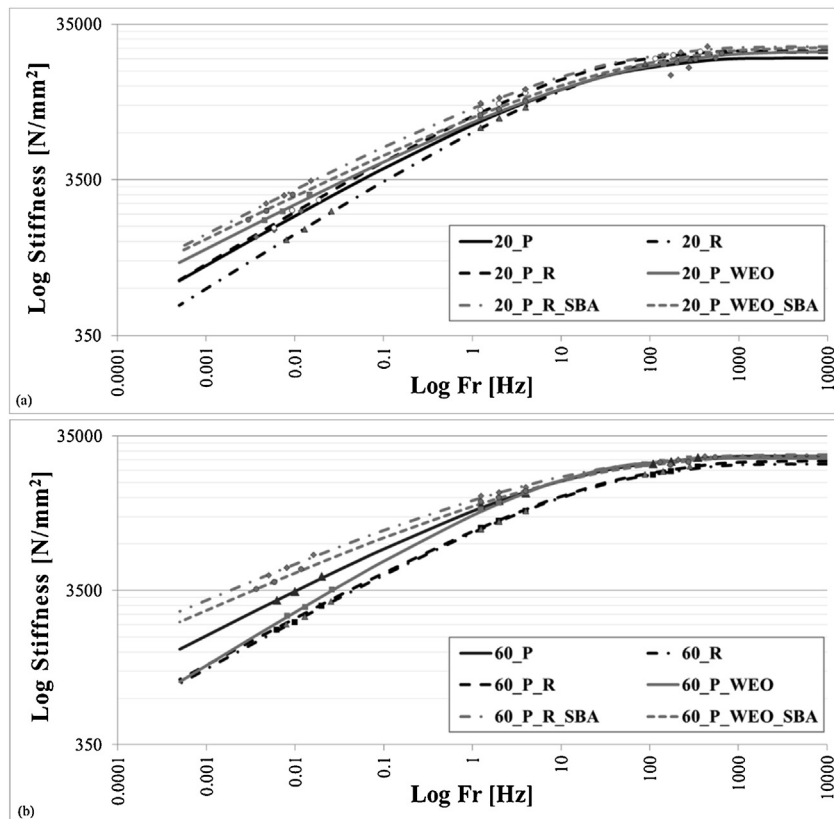 35000
3500
350
Log Stiffness [N/mm²]
20_P 20_R
20_P_R 20_P_WEO
20_P_R_SBA 20_P_WEO_SBA
0.0001 0.001 0.01 0.1 1 10 100 1000 10000
Log Fr [Hz]
(a)
35000
3500
350
Log Stiffness [N/mm²]
60_P 60_R
60_P_R 60_P_WEO
60_P_R_SBA 60_P_WEO_SBA
0.0001 0.001 0.01 0.1 1 10 100 1000 10000
Log Fr [Hz]
(b)